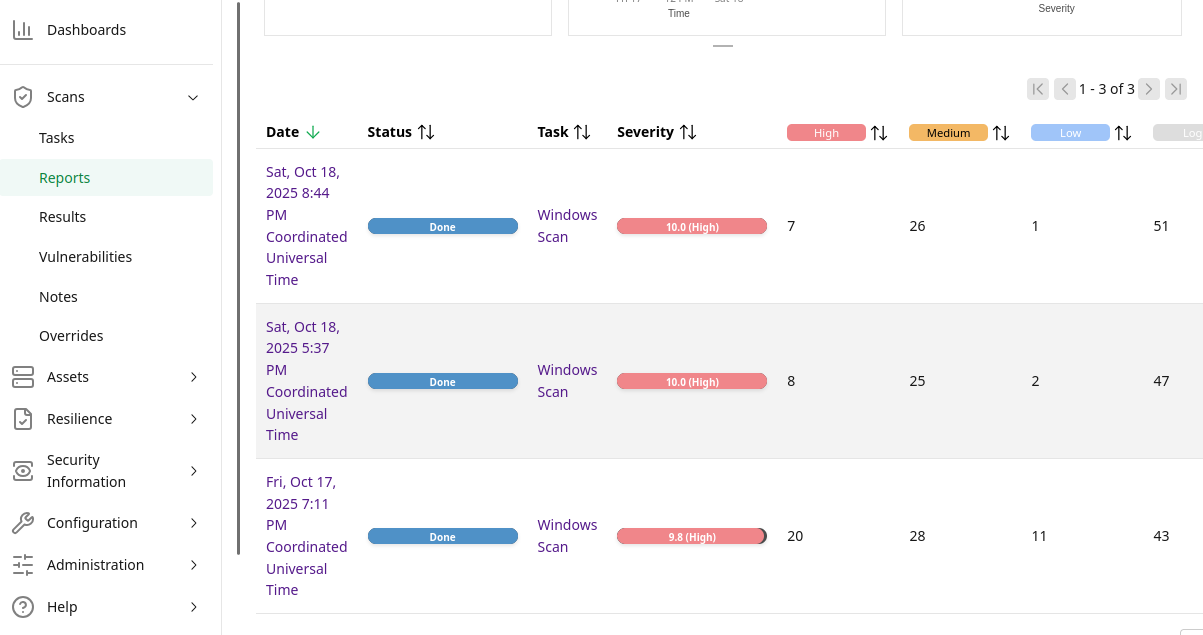 Dashboards
Scans
Tasks
Reports
Results
Vulnerabilities
Notes
Overrides
Assets
Resilience
Security
Information
Configuration
Administration
Help
Time
Severity
1 - 3 of 3
Date Status Task Severity High Medium Low Log
Sat, Oct 18,
2025 8:44
PM
Coordinated
Universal
Time
Done
Windows
Scan
10.0 (High)
7 26 1 51
Sat, Oct 18,
2025 5:37
PM
Coordinated
Universal
Time
Done
Windows
Scan
10.0 (High)
8 25 2 47
Fri, Oct 17,
2025 7:11
PM
Coordinated
Universal
Time
Done
Windows
Scan
9.8 (High)
20 28 11 43